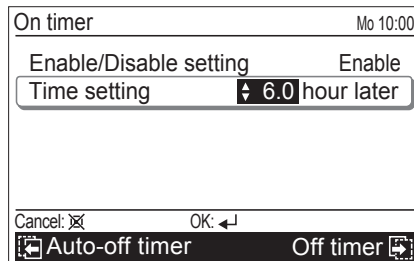 On timer Mo 10:00
Enable/Disable setting Enable
Time setting 6.0 hour later
Cancel: OK:
Auto-off timer Off timer